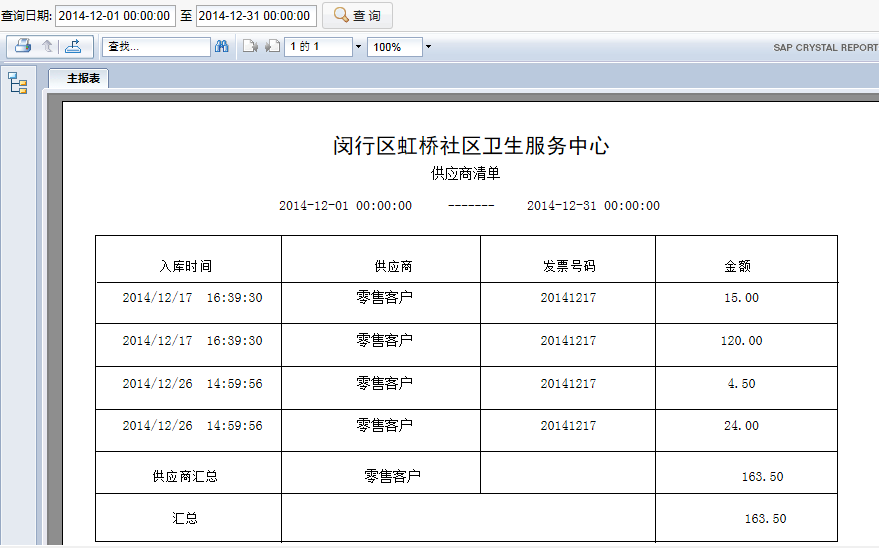 查询日期: 2014-12-01 00:00:00 至 2014-12-31 00:00:00 查 询
查找... 1 的 1 100% SAP CRYSTAL REPORT
主报表
闵行区虹桥社区卫生服务中心
供应商清单
2014-12-01 00:00:00 ------- 2014-12-31 00:00:00
入库时间 供应商 发票号码 金额
2014/12/17 16:39:30 零售客户 20141217 15.00
2014/12/17 16:39:30 零售客户 20141217 120.00
2014/12/26 14:59:56 零售客户 20141217 4.50
2014/12/26 14:59:56 零售客户 20141217 24.00
供应商汇总 零售客户 163.50
汇总 163.50